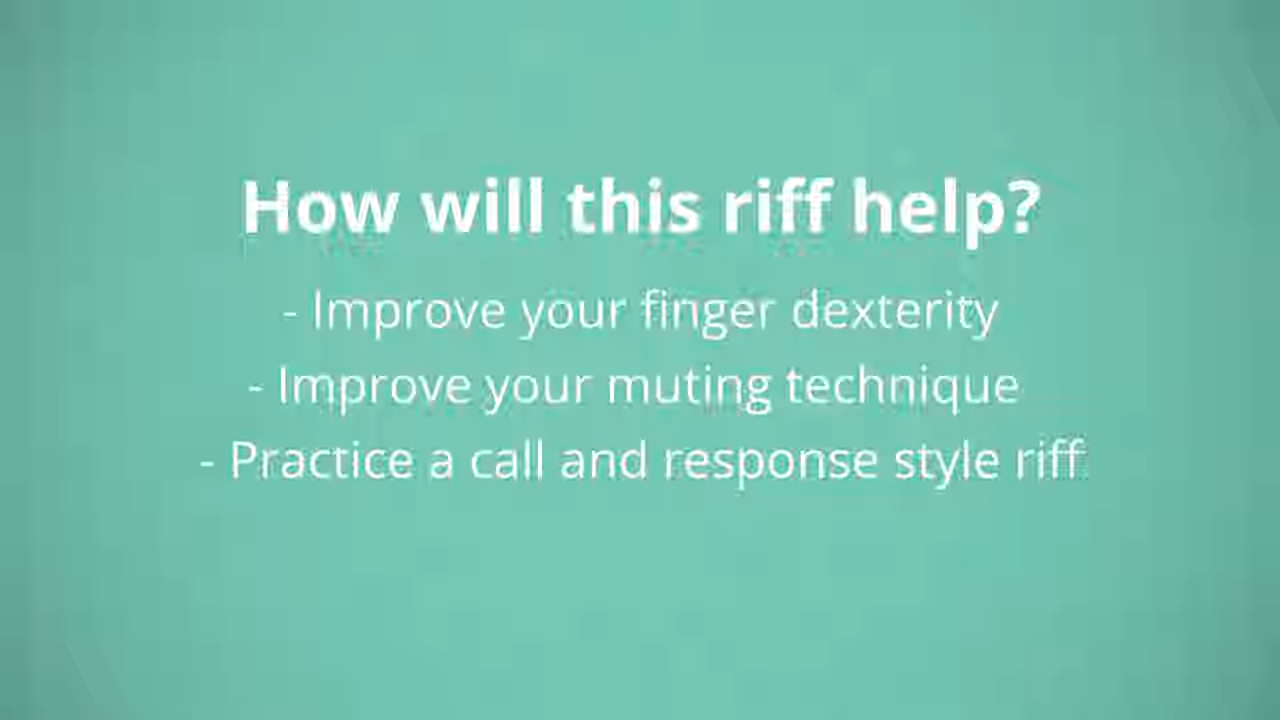 How will this riff help?
- Improve your finger dexterity
- Improve your muting technique
- Practice a call and response style riff